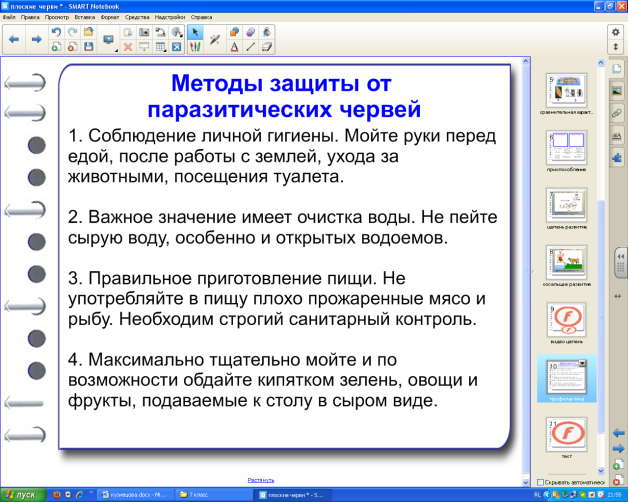 плоские черви * - SMART Notebook
Файл Правка Просмотр Вставка Формат Средства Надстройки Справка
Методы защиты от
паразитических червей
1. Соблюдение личной гигиены. Мойте руки перед
едой, после работы с землей, ухода за
животными, посещения туалета.
2. Важное значение имеет очистка воды. Не пейте
сырую воду, особенно и открытых водоемов.
3. Правильное приготовление пищи. Не
употребляйте в пищу плохо прожаренные мясо и
рыбу. Необходим строгий санитарный контроль.
4. Максимально тщательно мойте и по
возможности обдайте кипятком зелень, овощи и
фрукты, подаваемые к столу в сыром виде.
Растянуть
сравнительная характ...
приспособление
цепень развитие
сосальщик развитие
9
видео цепень
10
профилактика
11
тест
Скрывать автоматичес
пуск
кузнецова.docx - Mi...
7 класс
плоские черви * - S...
RL
21:55